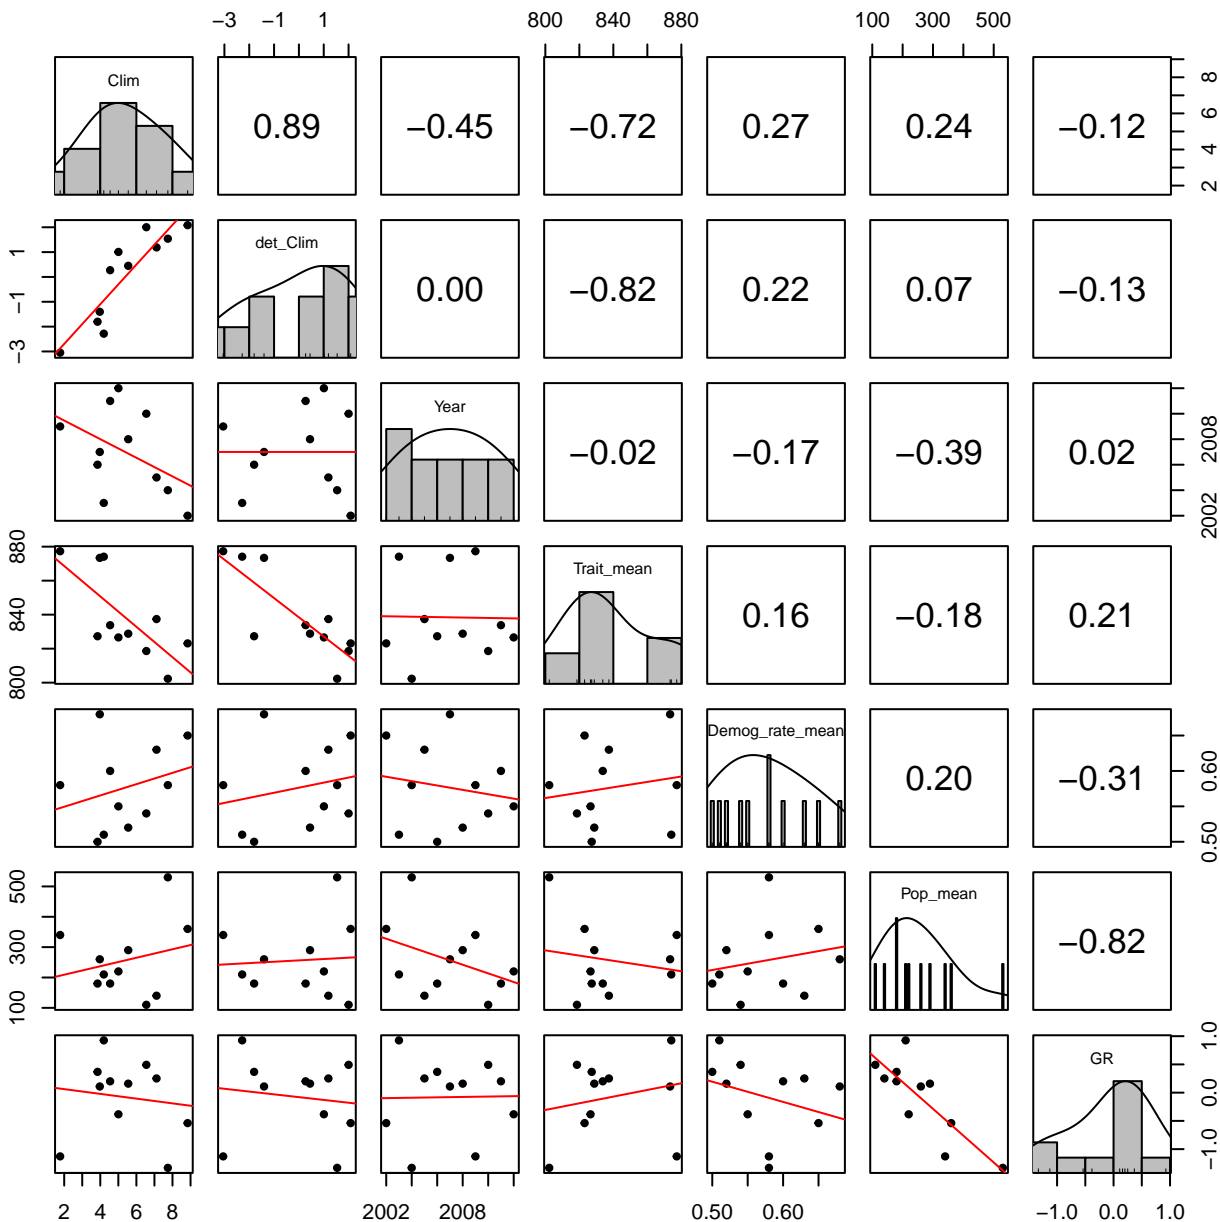 −3 −1 1 800 840 880 100 300 500
Clim
0.89 −0.45 −0.72 0.27 0.24 −0.12
2 4 6 8
−3 −1 1
det_Clim
0.00 −0.82 0.22 0.07 −0.13
Year
−0.02 −0.17 −0.39 0.02
2002 2008
800 840 880
Trait_mean
0.16 −0.18 0.21
Demog_rate_mean
0.20 −0.31
0.50 0.60
100 300 500
Pop_mean
−0.82
GR
−1.0 0.0 1.0
2 4 6 8 2002 2008 0.50 0.60 −1.0 0.0 1.0